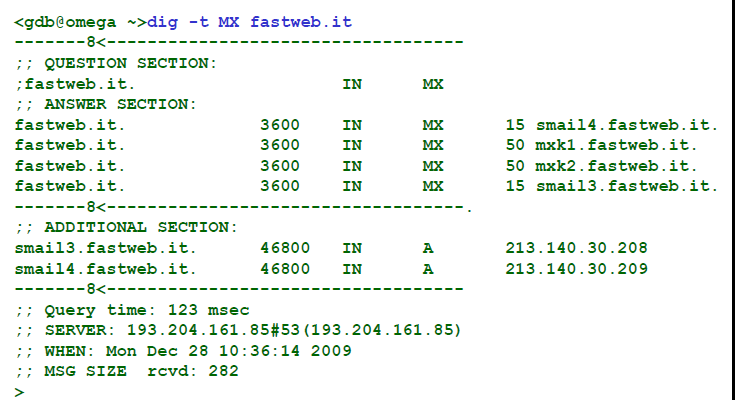 <gdb@omega ~>dig -t MX fastweb.it
-------8<------------------------------------
;; QUESTION SECTION:
;fastweb.it. IN MX
;; ANSWER SECTION:
fastweb.it. 3600 IN MX 15 smail4.fastweb.it.
fastweb.it. 3600 IN MX 50 mxk1.fastweb.it.
fastweb.it. 3600 IN MX 50 mxk2.fastweb.it.
fastweb.it. 3600 IN MX 15 smail3.fastweb.it.
-------8<------------------------------------.
;; ADDITIONAL SECTION:
smail3.fastweb.it. 46800 IN A 213.140.30.208
smail4.fastweb.it. 46800 IN A 213.140.30.209
-------8<------------------------------------
;; Query time: 123 msec
;; SERVER: 193.204.161.85#53(193.204.161.85)
;; WHEN: Mon Dec 28 10:36:14 2009
;; MSG SIZE  rcvd: 282
>